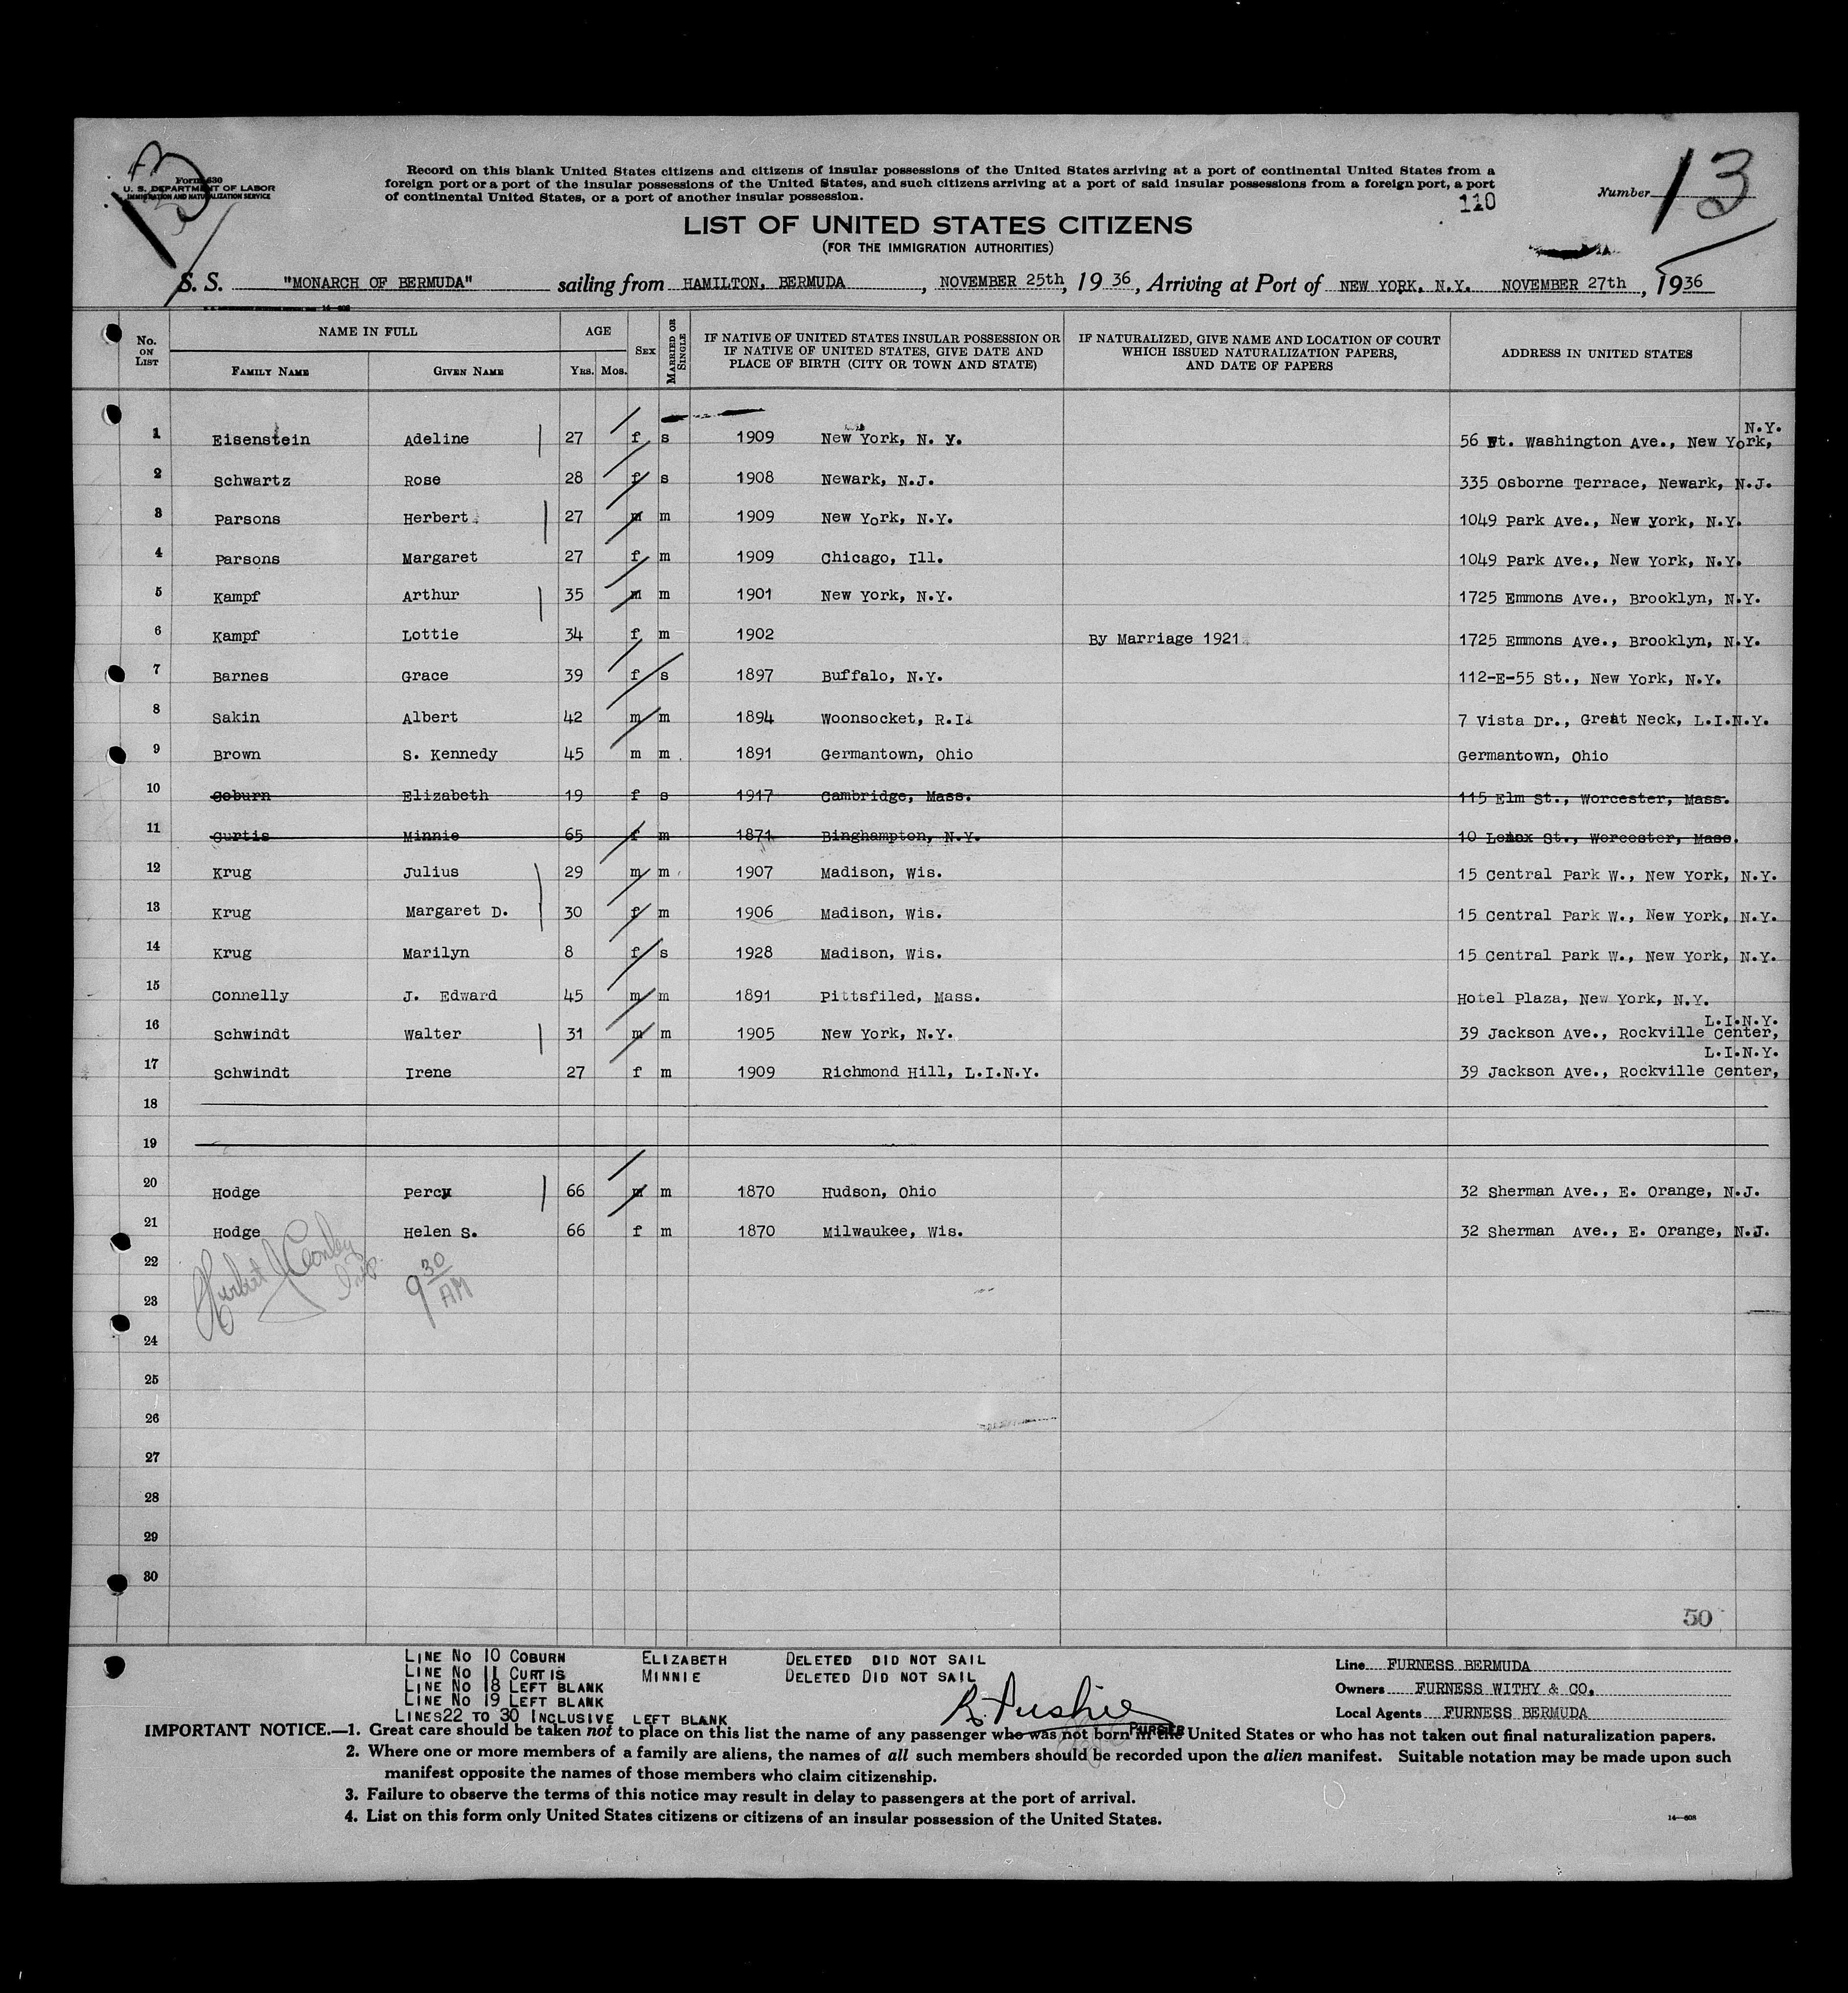 13
Form 630
U. S. DEPARTMENT OF LABOR
IMMIGRATION AND NATURALIZATION SERVICE
Record on this blank United States citizens and citizens of insular possessions of the United States arriving at a port of continental United States from a
foreign port or a port of the insular possessions of the United States, and such citizens arriving at a port of said insular possessions from a foreign port, a port
of continental United States, or a port of another insular possession.
110
Number 13
LIST OF UNITED STATES CITIZENS
(FOR THE IMMIGRATION AUTHORITIES)
S. S. "MONARCH OF BERMUDA" sailing from HAMILTON, BERMUDA, NOVEMBER 25th, 19 36, Arriving at Port of NEW YORK, N.Y. NOVEMBER 27th, 1936
No. ON LIST NAME IN FULL FAMILY NAME GIVEN NAME AGE YRS. MOS. SEX MARRIED OR SINGLE IF NATIVE OF UNITED STATES INSULAR POSSESSION OR IF NATIVE OF UNITED STATES, GIVE DATE AND PLACE OF BIRTH (CITY OR TOWN AND STATE) IF NATURALIZED, GIVE NAME AND LOCATION OF COURT WHICH ISSUED NATURALIZATION PAPERS, AND DATE OF PAPERS ADDRESS IN UNITED STATES
1 Eisenstein Adeline 27 f s 1909 New York, N. Y. 56 Ft. Washington Ave., New York, N.Y.
2 Schwartz Rose 28 f s 1908 Newark, N.J. 335 Osborne Terrace, Newark, N.J.
3 Parsons Herbert 27 m m 1909 New York, N.Y. 1049 Park Ave., New York, N.Y.
4 Parsons Margaret 27 f m 1909 Chicago, Ill. 1049 Park Ave., New York, N.Y.
5 Kampf Arthur 35 m m 1901 New York, N.Y. 1725 Emmons Ave., Brooklyn, N.Y.
6 Kampf Lottie 34 f m 1902 By Marriage 1921 1725 Emmons Ave., Brooklyn, N.Y.
7 Barnes Grace 39 f s 1897 Buffalo, N.Y. 112-E-55 St., New York, N.Y.
8 Sakin Albert 42 m m 1894 Woonsocket, R.I. 7 Vista Dr., Great Neck, L.I.N.Y.
9 Brown S. Kennedy 45 m m 1891 Germantown, Ohio Germantown, Ohio
10 Coburn Elizabeth 19 f s 1917 Cambridge, Mass. 115 Elm St., Worcester, Mass.
11 Curtis Minnie 65 f m 1871 Binghampton, N.Y. 10 Lenox St., Worcester, Mass.
12 Krug Julius 29 m m 1907 Madison, Wis. 15 Central Park W., New York, N.Y.
13 Krug Margaret D. 30 f m 1906 Madison, Wis. 15 Central Park W., New York, N.Y.
14 Krug Marilyn 8 f s 1928 Madison, Wis. 15 Central Park W., New York, N.Y.
15 Connelly J. Edward 45 m m 1891 Pittsfiled, Mass. Hotel Plaza, New York, N.Y.
16 Schwindt Walter 31 m m 1905 New York, N.Y. 39 Jackson Ave., Rockville Center, L.I.N.Y.
17 Schwindt Irene 27 f m 1909 Richmond Hill, L.I.N.Y. 39 Jackson Ave., Rockville Center, L.I.N.Y.
18
19
20 Hodge Percy 66 m m 1870 Hudson, Ohio 32 Sherman Ave., E. Orange, N.J.
21 Hodge Helen S. 66 f m 1870 Milwaukee, Wis. 32 Sherman Ave., E. Orange, N.J.
22
Insp. 9 30 AM
23
24
25
26
27
28
29
30
50
LINE NO 10 COBURN ELIZABETH DELETED DID NOT SAIL
LINE NO 11 CURTIS MINNIE DELETED DID NOT SAIL
LINE NO 18 LEFT BLANK
LINE NO 19 LEFT BLANK
LINES 22 TO 30 INCLUSIVE LEFT BLANK
PURSER
Line FURNESS BERMUDA
Owners FURNESS WITHY & CO.
Local Agents FURNESS BERMUDA
IMPORTANT NOTICE.—1. Great care should be taken not to place on this list the name of any passenger who was not born in the United States or who has not taken out final naturalization papers.
2. Where one or more members of a family are aliens, the names of all such members should be recorded upon the alien manifest. Suitable notation may be made upon such
manifest opposite the names of those members who claim citizenship.
3. Failure to observe the terms of this notice may result in delay to passengers at the port of arrival.
4. List on this form only United States citizens or citizens of an insular possession of the United States.
14—608